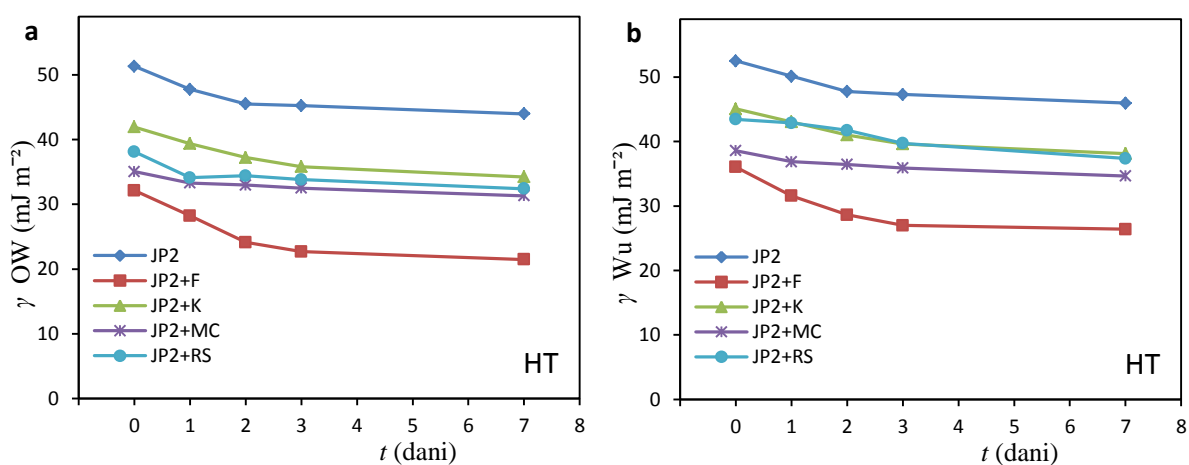 a
γ OW (mJ m⁻²)
50
40
30
20
10
0
JP2
JP2+F
JP2+K
JP2+MC
JP2+RS
HT
0 1 2 3 4 5 6 7 8
t (dani)
b
γ Wu (mJ m⁻²)
50
40
30
20
10
0
JP2
JP2+F
JP2+K
JP2+MC
JP2+RS
HT
0 1 2 3 4 5 6 7 8
t (dani)